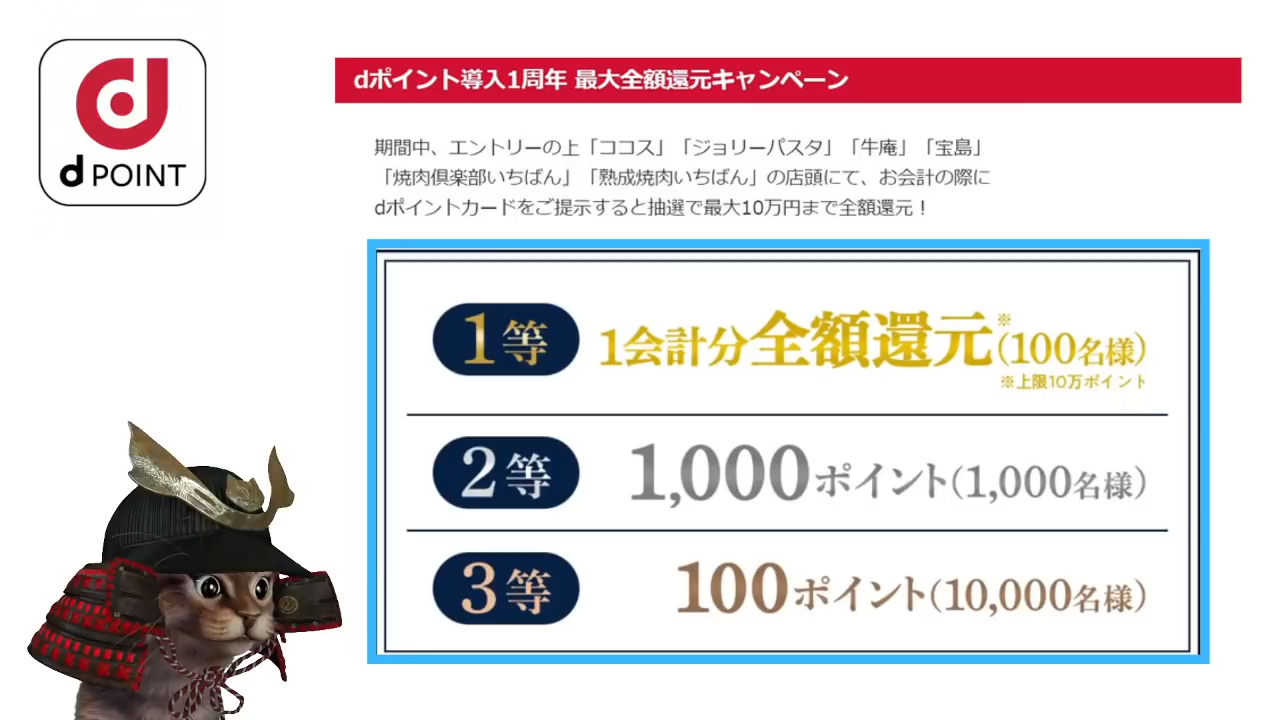 d POINT
dポイント導入1周年 最大全額還元キャンペーン
期間中、エントリーの上「ココス」「ジョリーパスタ」「牛庵」「宝島」
「焼肉倶楽部いちばん」「熟成焼肉いちばん」の店頭にて、お会計の際に
dポイントカードをご提示すると抽選で最大10万円まで全額還元！
1等 1会計分全額還元※(100名様)
※上限10万ポイント
2等 1,000ポイント(1,000名様)
3等 100ポイント(10,000名様)